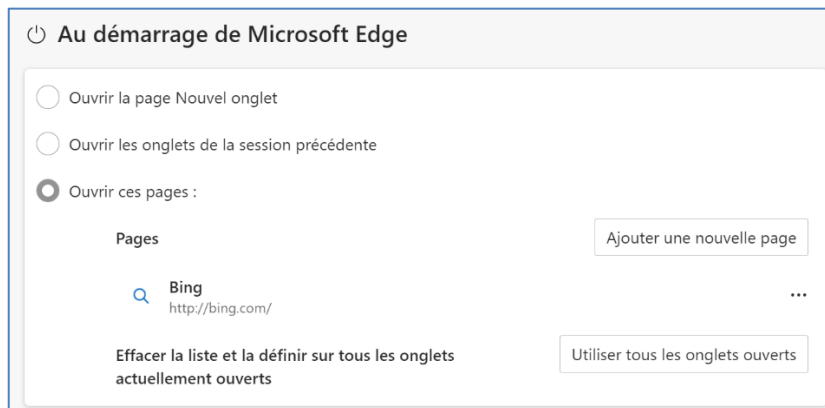 Au démarrage de Microsoft Edge
Ouvrir la page Nouvel onglet
Ouvrir les onglets de la session précédente
Ouvrir ces pages :
Pages
Ajouter une nouvelle page
Bing
http://bing.com/
Effacer la liste et la définir sur tous les onglets
actuellement ouverts
Utiliser tous les onglets ouverts